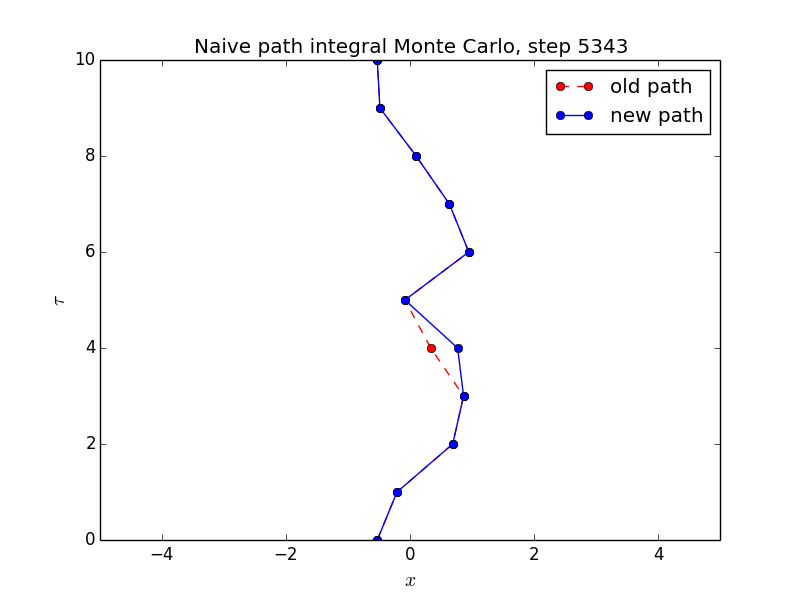 Naive path integral Monte Carlo, step 5343
old path
new path
10
8
6
4
2
0
τ
−4 −2 0 2 4
x